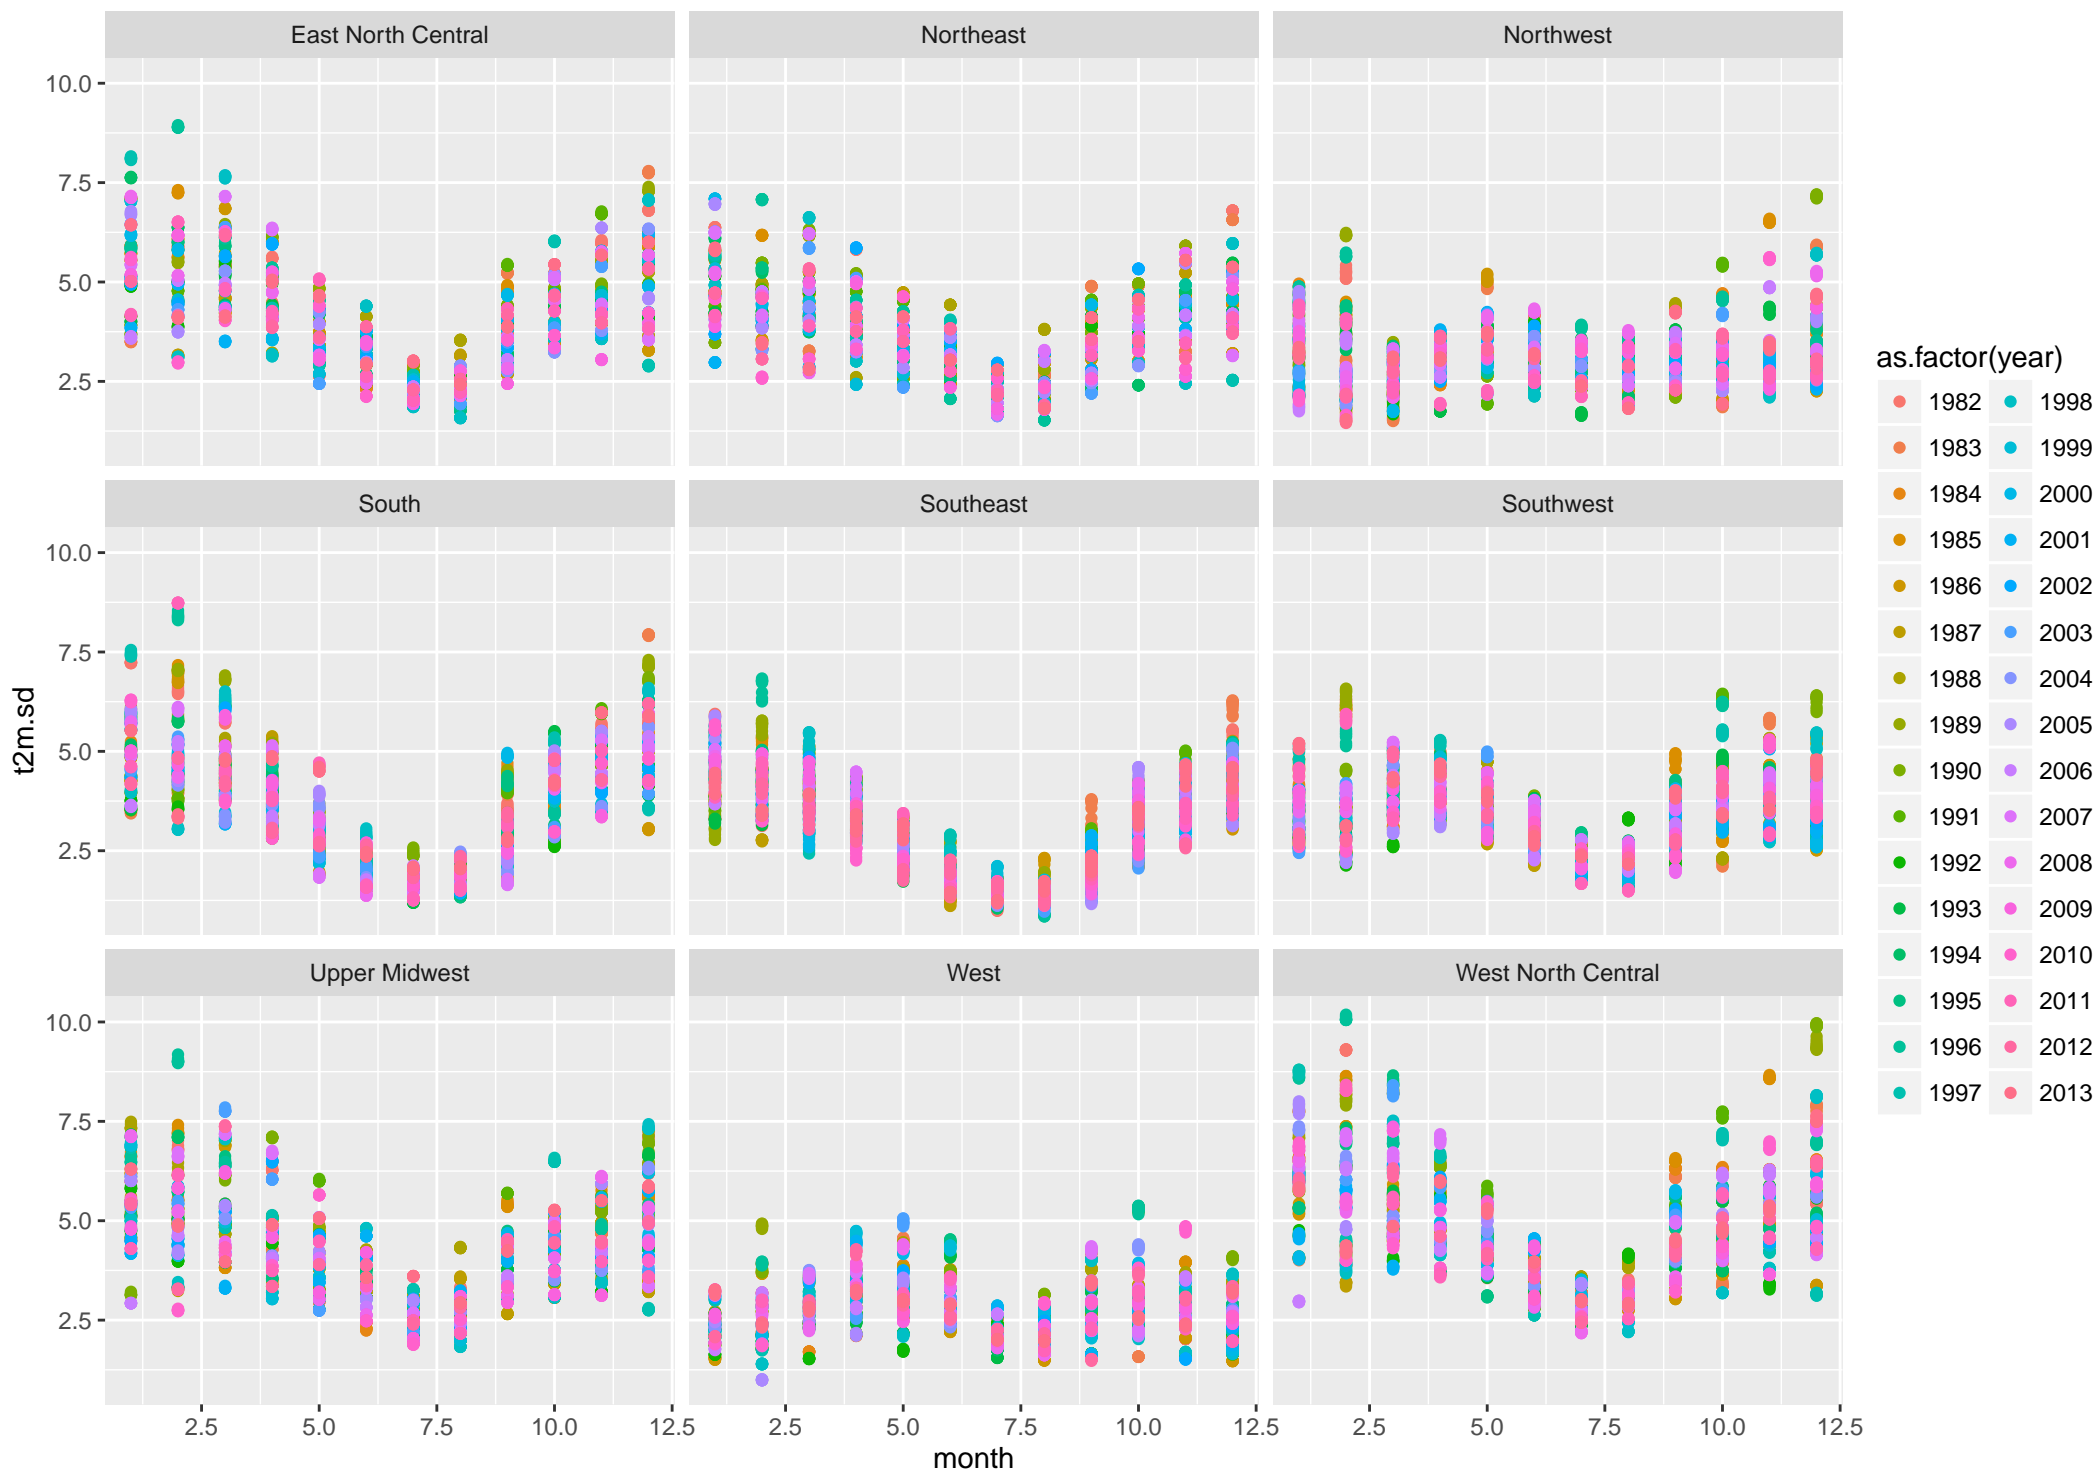 East North Central
Northeast
Northwest
10.0
7.5
5.0
2.5
South
Southeast
Southwest
10.0
7.5
5.0
2.5
t2m.sd
Upper Midwest
West
West North Central
10.0
7.5
5.0
2.5
2.5 5.0 7.5 10.0 12.5
2.5 5.0 7.5 10.0 12.5
2.5 5.0 7.5 10.0 12.5
month
as.factor(year)
1982 1998
1983 1999
1984 2000
1985 2001
1986 2002
1987 2003
1988 2004
1989 2005
1990 2006
1991 2007
1992 2008
1993 2009
1994 2010
1995 2011
1996 2012
1997 2013